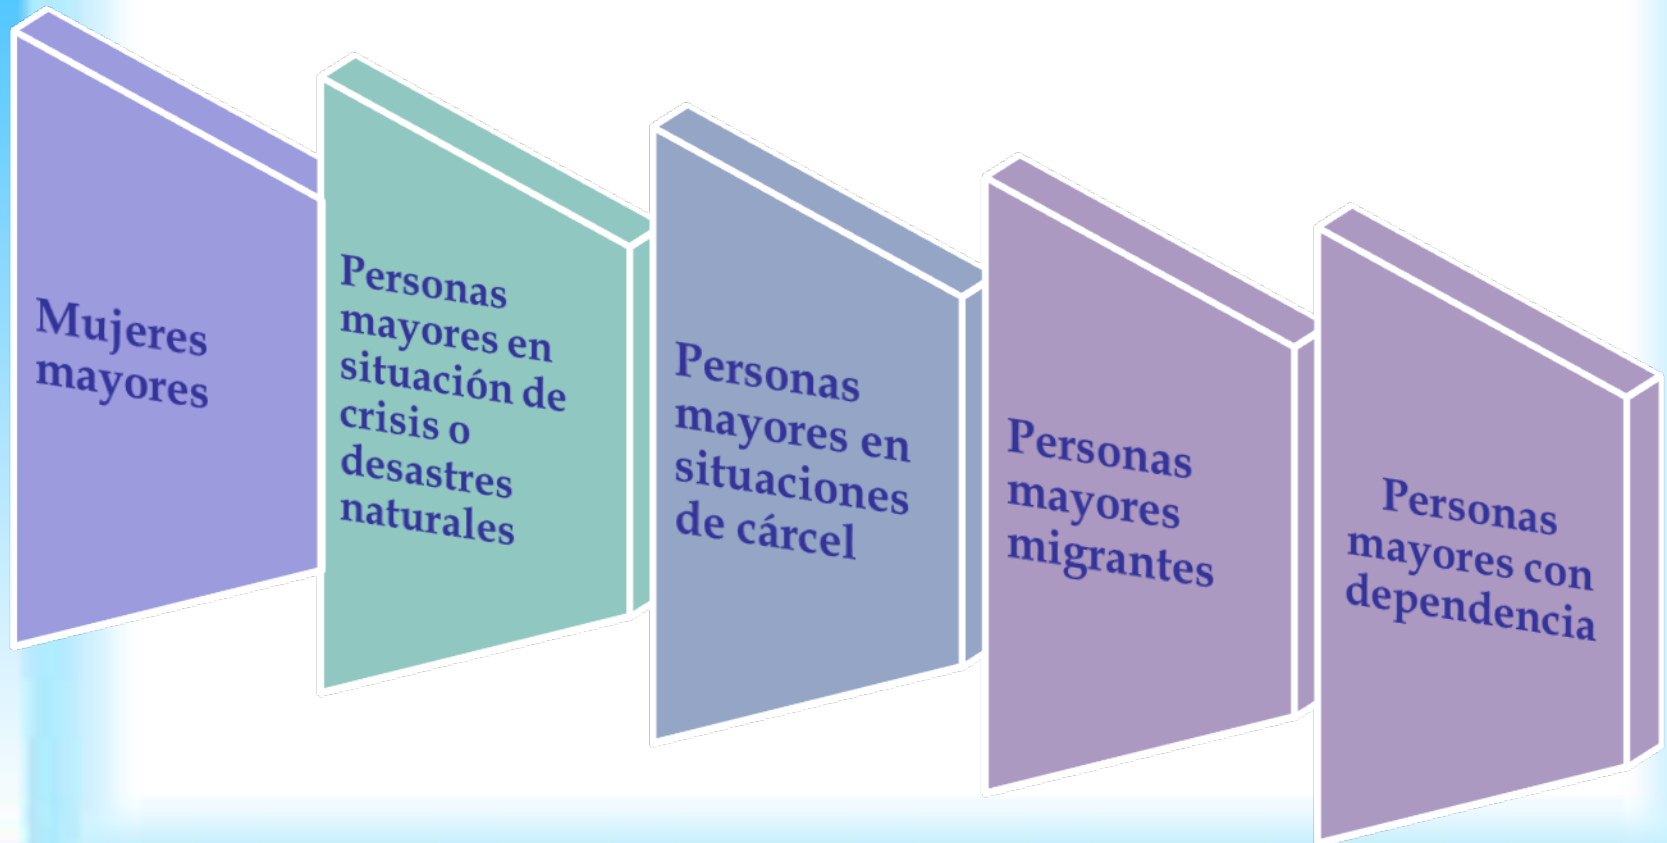 Mujeres
mayores
Personas
mayores en
situación de
crisis o
desastres
naturales
Personas
mayores en
situaciones
de cárcel
Personas
mayores
migrantes
Personas
mayores con
dependencia